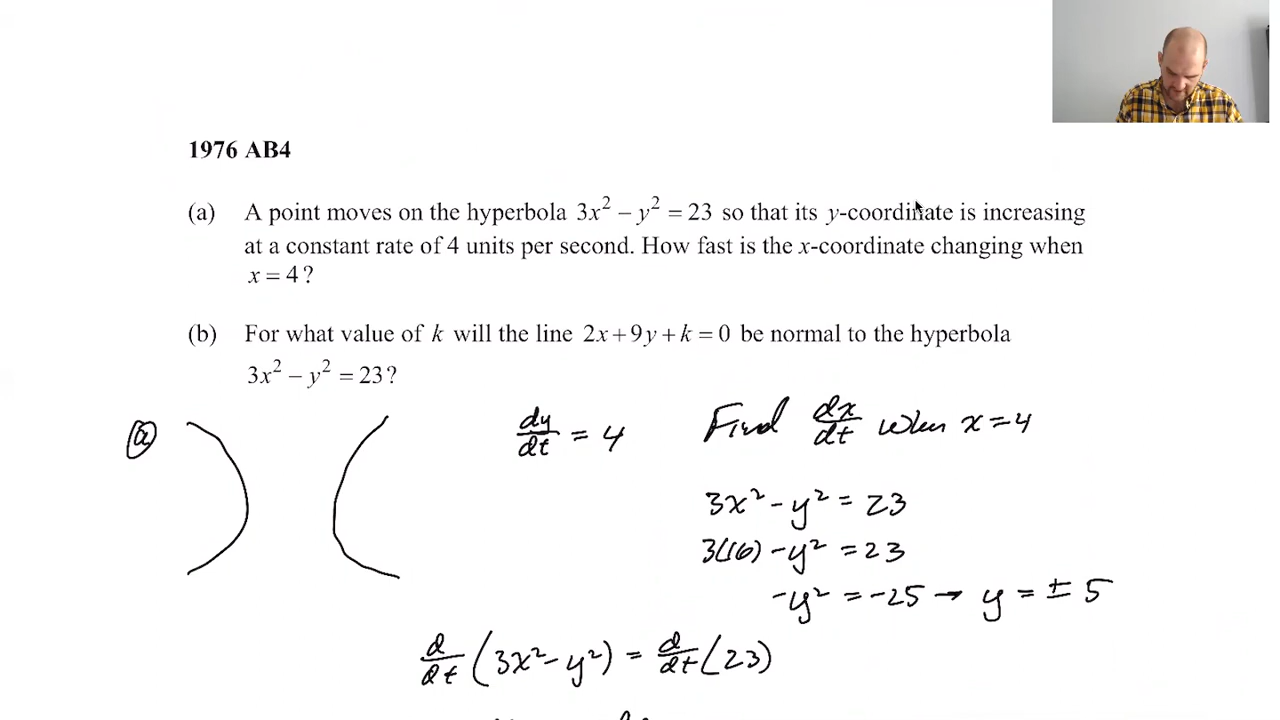 1976 AB4
(a) A point moves on the hyperbola 3x² − y² = 23 so that its y-coordinate is increasing
at a constant rate of 4 units per second. How fast is the x-coordinate changing when
x = 4?
(b) For what value of k will the line 2x + 9y + k = 0 be normal to the hyperbola
3x² − y² = 23?
(a)
dy/dt = 4
Find dx/dt when x = 4
3x² − y² = 23
3(16) − y² = 23
−y² = −25 → y = ± 5
d/dt (3x² − y²) = d/dt (23)